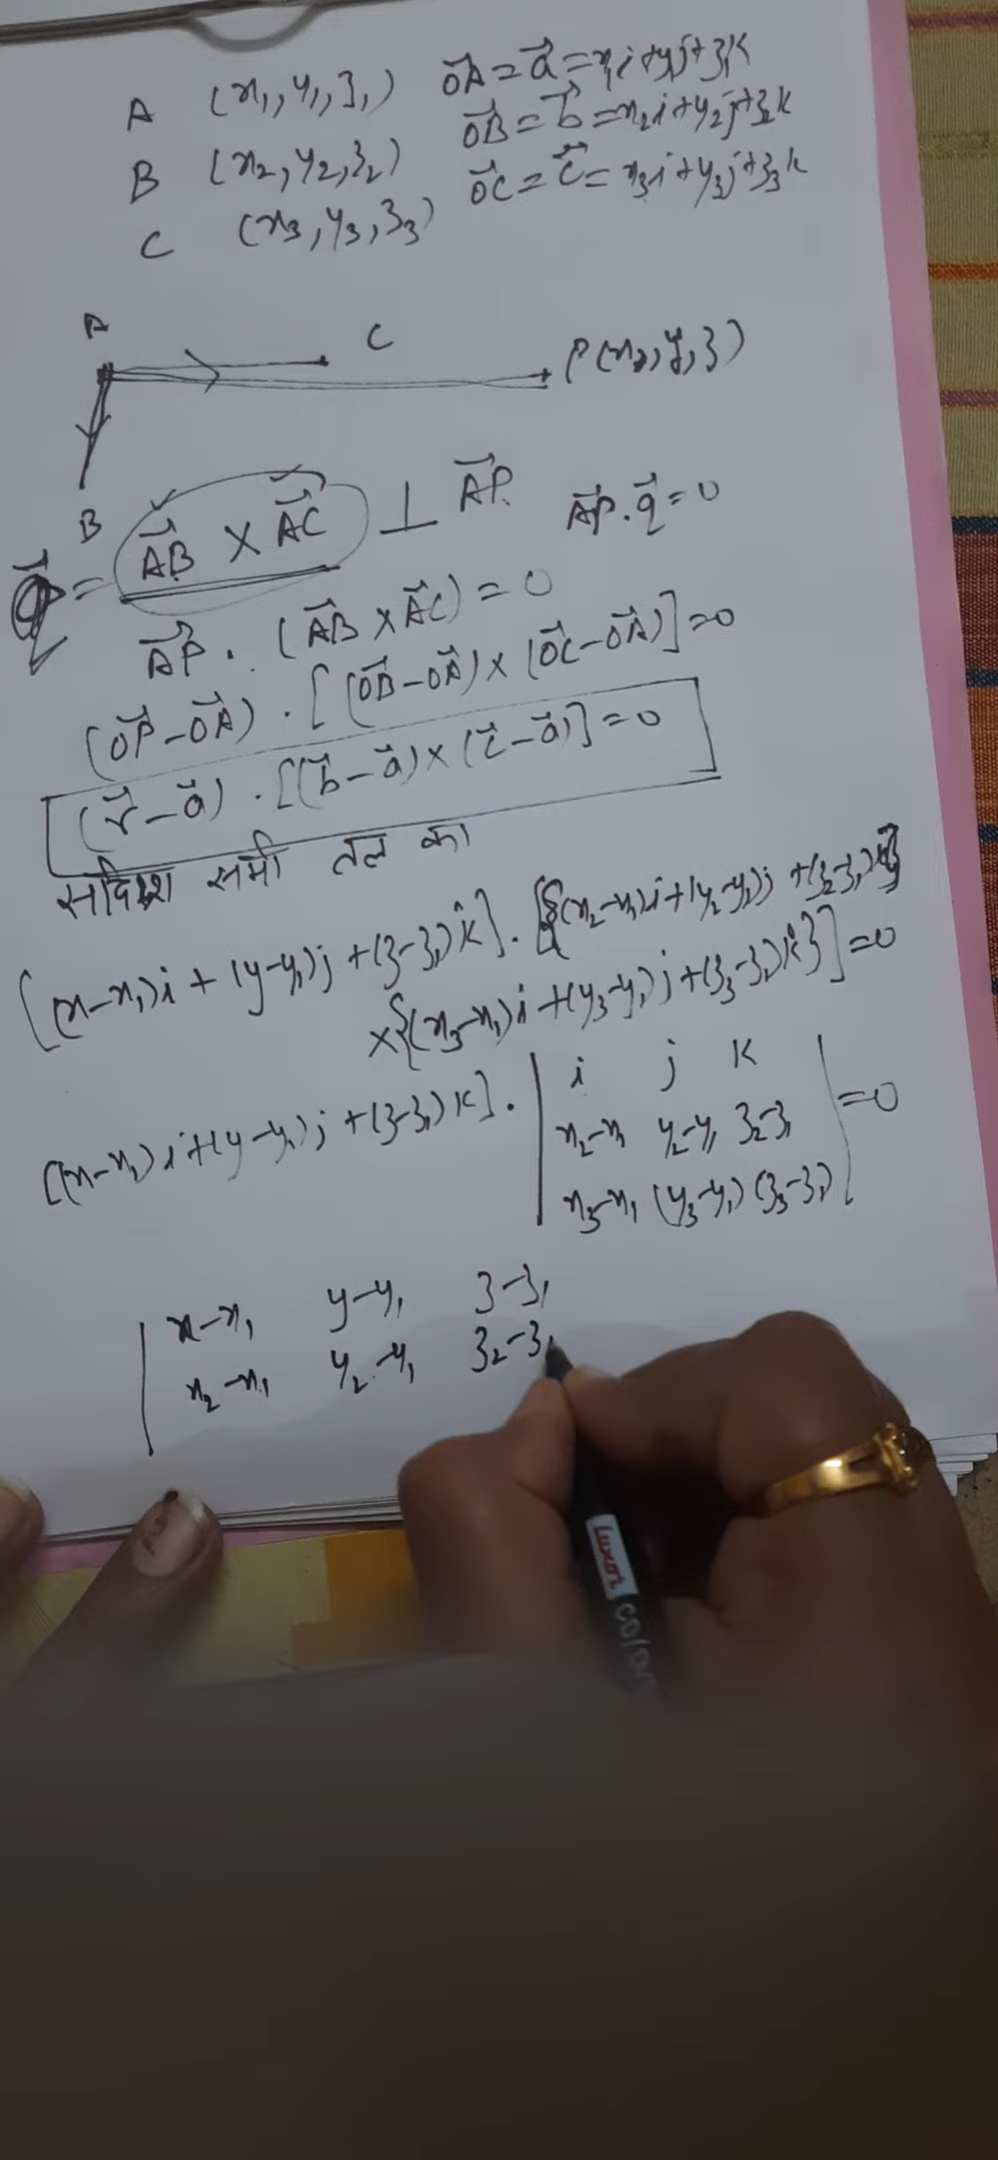 A (x₁, y₁, z₁) →OA = →a = x₁i + y₁j + z₁k
B (x₂, y₂, z₂) →OB = →b = x₂i + y₂j + z₂k
C (x₃, y₃, z₃) →OC = →c = x₃i + y₃j + z₃k
A
C
P(x, y, z)
B
→q = →AB × →AC ⊥ →AP. →AP . →q = 0
→AP . (→AB × →AC) = 0
(→OP − →OA) . [(→OB − →OA) × (→OC − →OA)] = 0
(→r − →a) . [(→b − →a) × (→c − →a)] = 0
सदिश समी तल का
[(x−x₁)i + (y−y₁)j + (z−z₁)k]. [{(x₂−x₁)i + (y₂−y₁)j + (z₂−z₁)k}
×{(x₃−x₁)i + (y₃−y₁)j + (z₃−z₁)k}] = 0
[(x−x₁)i + (y−y₁)j + (z−z₁)k]. | i j k |
x₂−x₁ y₂−y₁ z₂−z₁ = 0
x₃−x₁ (y₃−y₁) (z₃−z₁)
| x−x₁ y−y₁ z−z₁
x₂−x₁ y₂−y₁ z₂−z₁
Luxor
CD/DVD